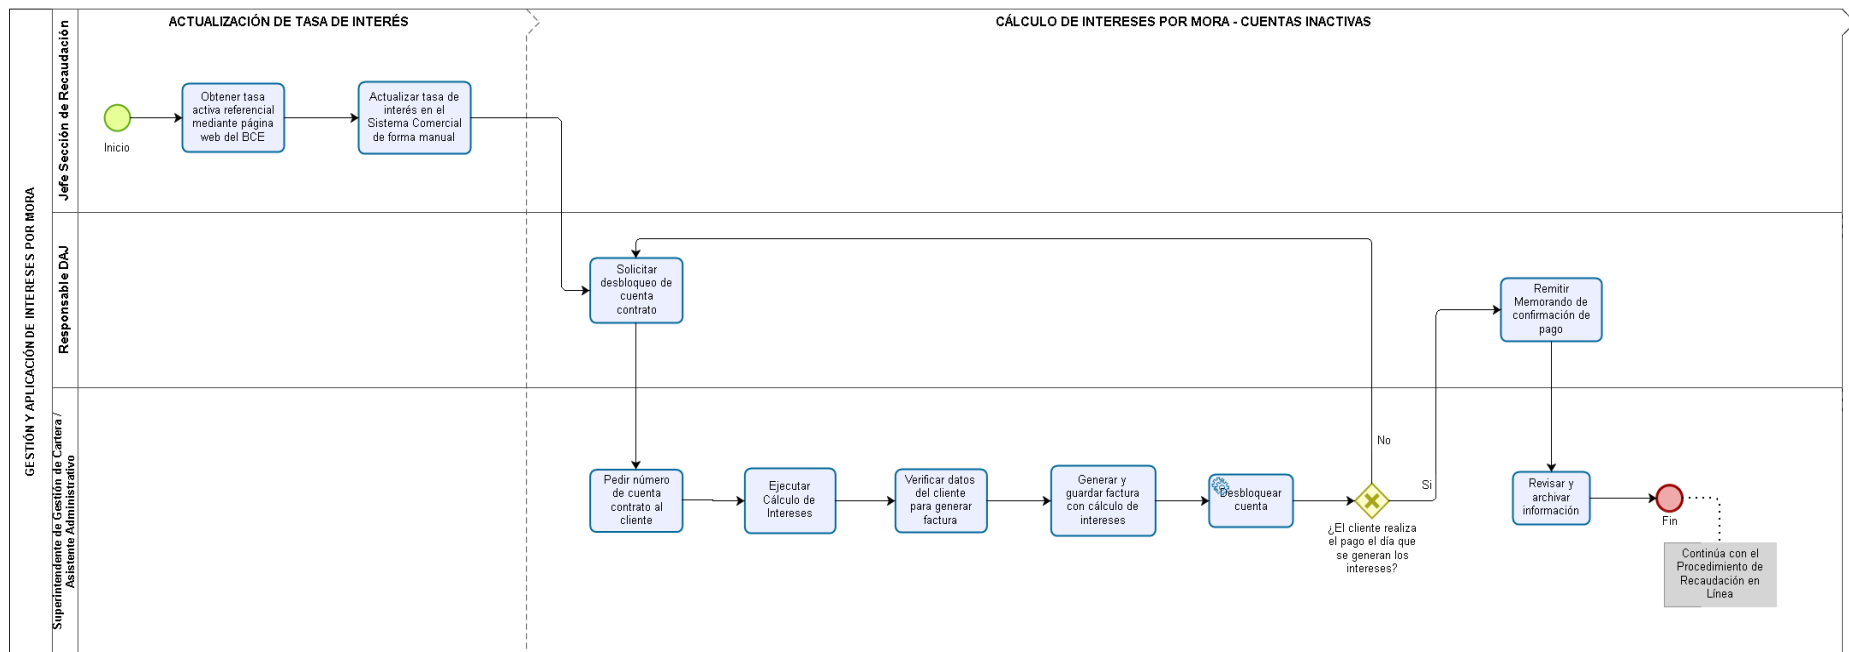 GESTIÓN Y APLICACIÓN DE INTERESES POR MORA
ACTUALIZACIÓN DE TASA DE INTERÉS
CÁLCULO DE INTERESES POR MORA - CUENTAS INACTIVAS
Jefe Sección de Recaudación
Inicio
Obtener tasa
activa referencial
mediante página
web del BCE
Actualizar tasa de
interés en el
Sistema Comercial
de forma manual
Responsable DAJ
Solicitar
desbloqueo de
cuenta
contrato
Remitir
Memorando de
confirmación de
pago
Superintendente de Gestión de Cartera /
Asistente Administrativo
Pedir número
de cuenta
contrato al
cliente
Ejecutar
Cálculo de
Intereses
Verificar datos
del cliente
para generar
factura
Generar y
guardar factura
con cálculo de
intereses
Desbloquear
cuenta
No
Si
¿El cliente realiza
el pago el día que
se generan los
intereses?
Revisar y
archivar
información
Fin
Continúa con el
Procedimiento de
Recaudación en
Línea